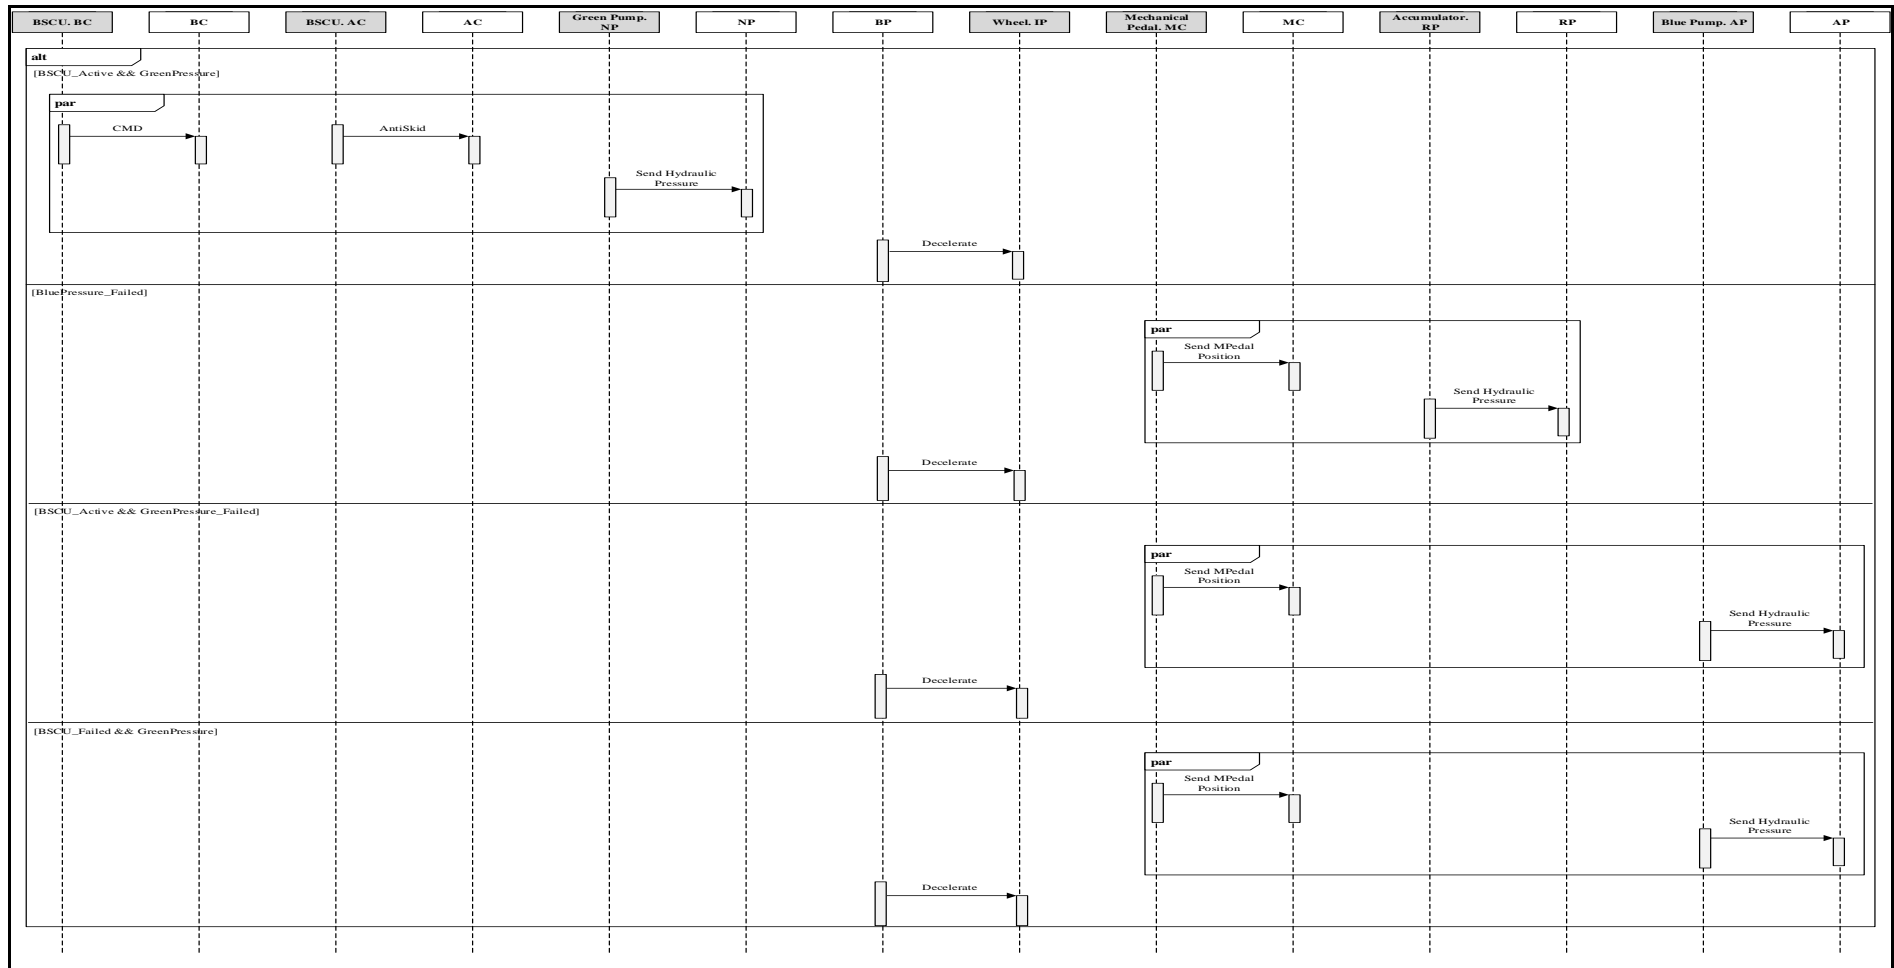 BSCU. BC
BC
BSCU. AC
AC
Green Pump.
NP
NP
BP
Wheel. IP
Mechanical
Pedal. MC
MC
Accumulator.
RP
RP
Blue Pump. AP
AP
alt
[BSCU_Active && GreenPressure]
par
CMD
AntiSkid
Send Hydraulic
Pressure
Decelerate
[BluePressure_Failed]
par
Send MPedal
Position
Send Hydraulic
Pressure
Decelerate
[BSCU_Active && GreenPressure_Failed]
par
Send MPedal
Position
Send Hydraulic
Pressure
Decelerate
[BSCU_Failed && GreenPressure]
par
Send MPedal
Position
Send Hydraulic
Pressure
Decelerate